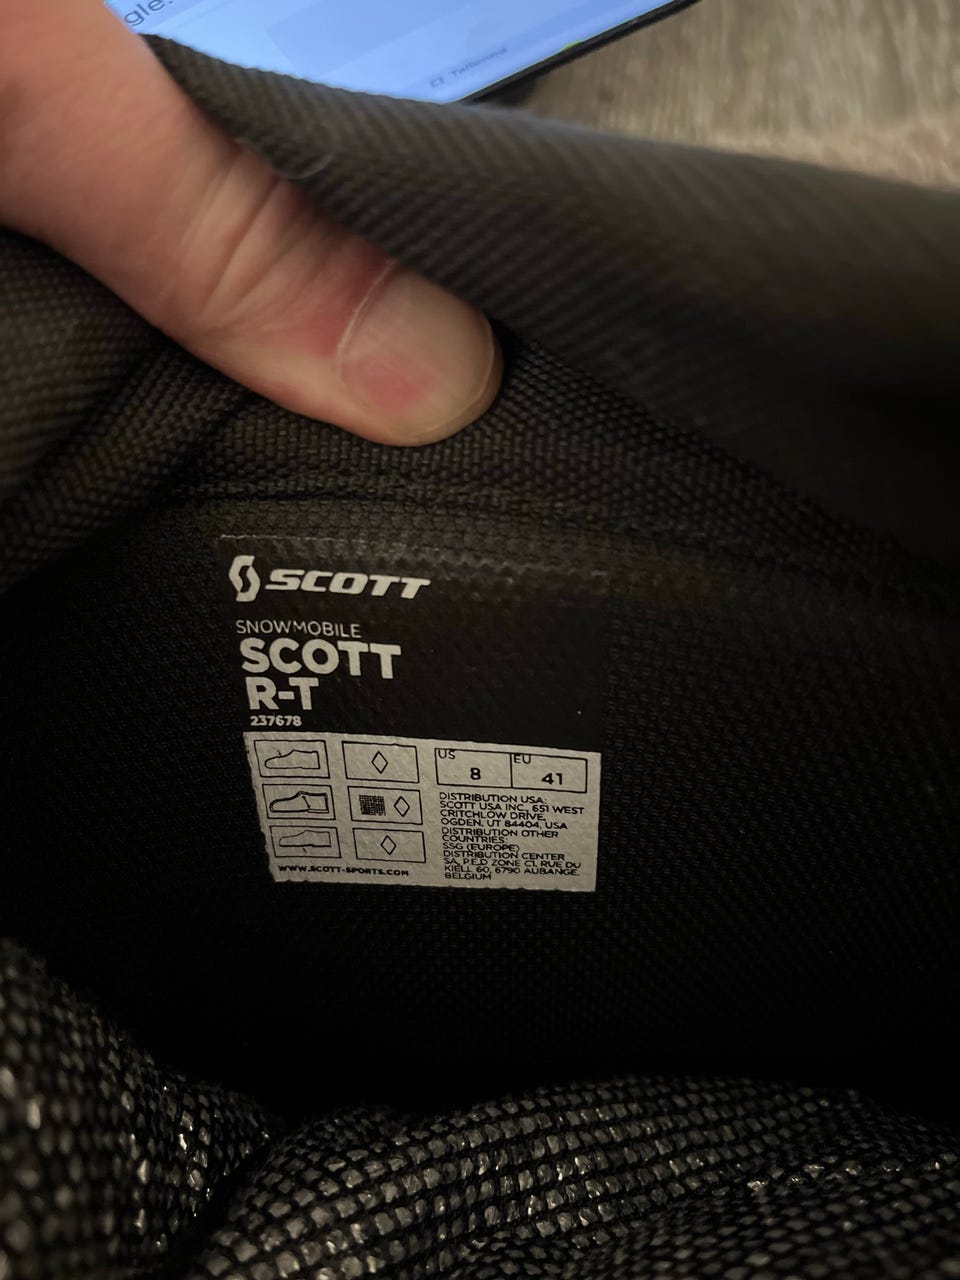 gle.
SCOTT
SNOWMOBILE
SCOTT
R-T
237678
US
8
EU
41
DISTRIBUTION USA:
SCOTT USA INC, 651 WEST
CRITCHLOW DRIVE,
OGDEN. UT 84404, USA
DISTRIBUTION OTHER
COUNTRIES:
SSG (EUROPE)
DISTRIBUTION CENTER
SA, P.E.D ZONE C1, RUE DU
KIELL 60, 6790 AUBANGE,
BELGIUM
WWW.SCOTT-SPORTS.COM